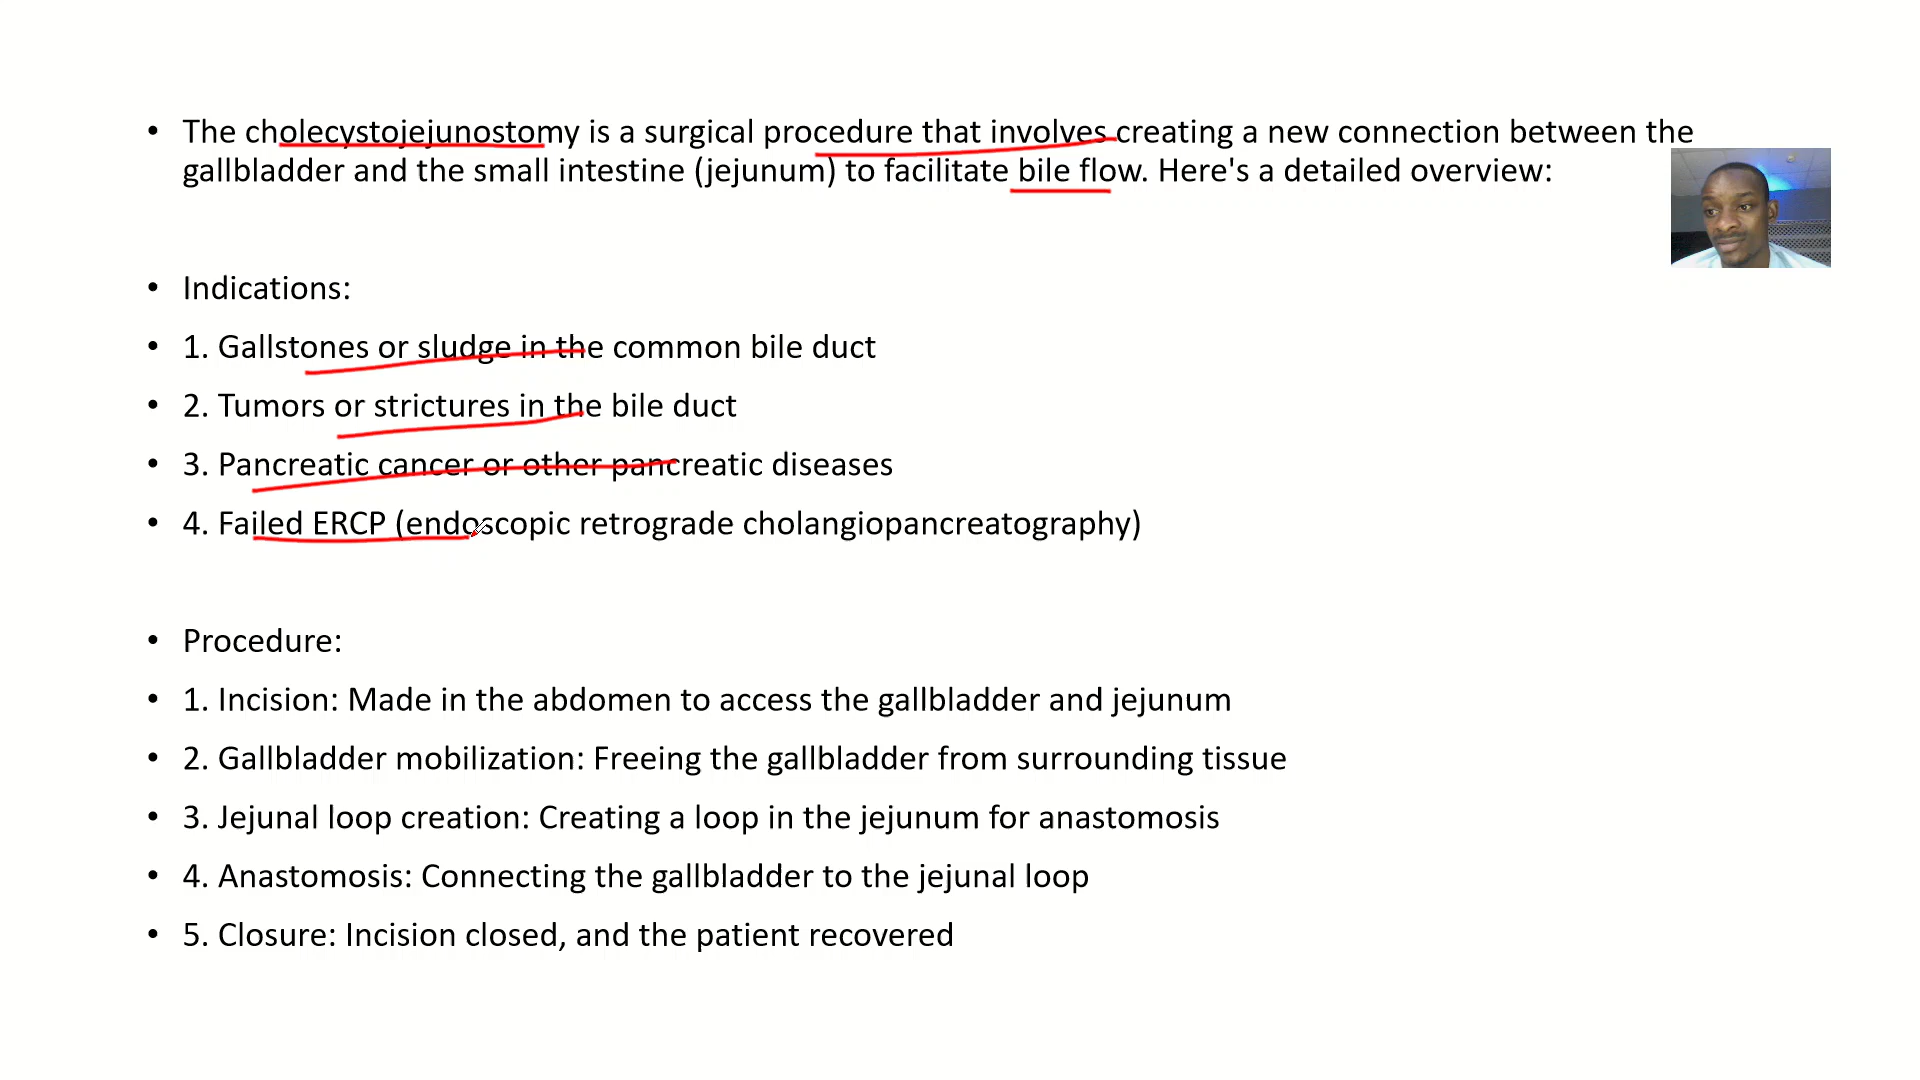 • The cholecystojejunostomy is a surgical procedure that involves creating a new connection between the
gallbladder and the small intestine (jejunum) to facilitate bile flow. Here's a detailed overview:
• Indications:
• 1. Gallstones or sludge in the common bile duct
• 2. Tumors or strictures in the bile duct
• 3. Pancreatic cancer or other pancreatic diseases
• 4. Failed ERCP (endoscopic retrograde cholangiopancreatography)
• Procedure:
• 1. Incision: Made in the abdomen to access the gallbladder and jejunum
• 2. Gallbladder mobilization: Freeing the gallbladder from surrounding tissue
• 3. Jejunal loop creation: Creating a loop in the jejunum for anastomosis
• 4. Anastomosis: Connecting the gallbladder to the jejunal loop
• 5. Closure: Incision closed, and the patient recovered